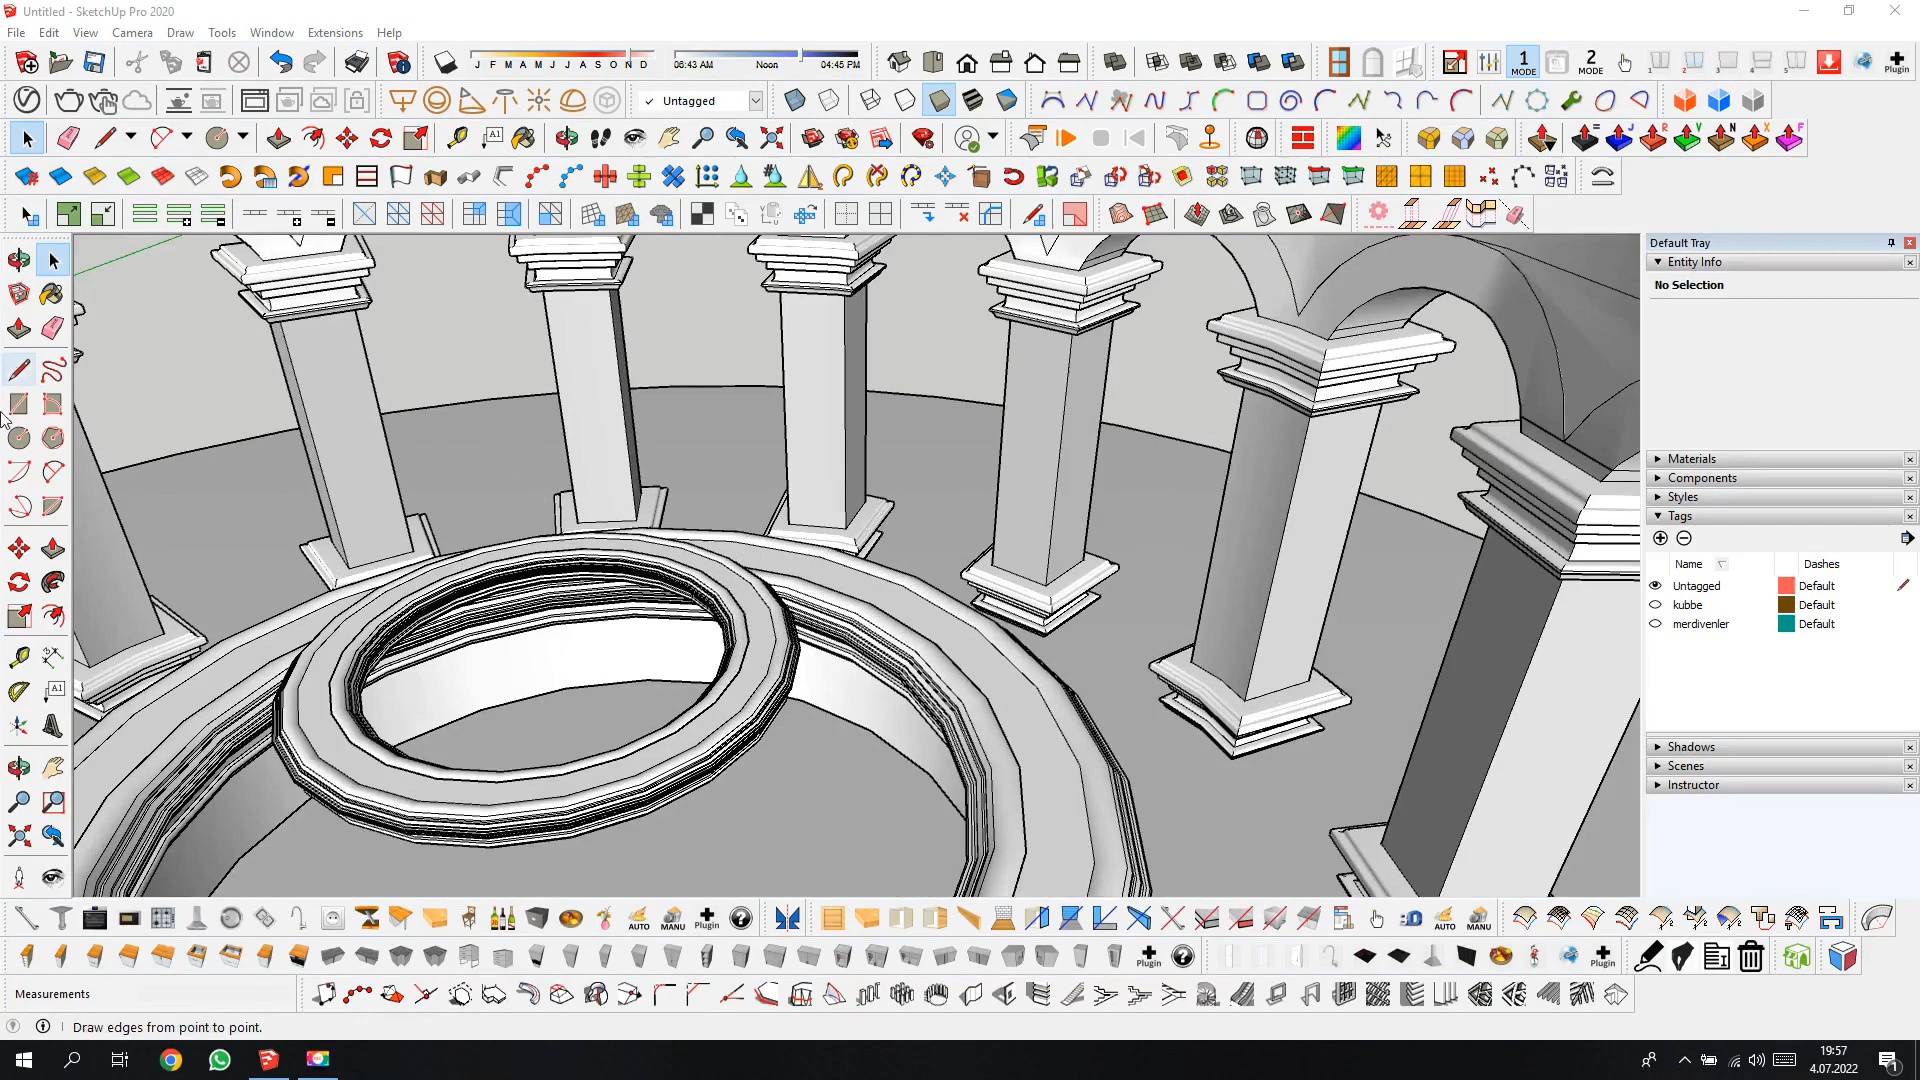 Untitled - SketchUp Pro 2020
File Edit View Camera Draw Tools Window Extensions Help
J F M A M J J A S O N D 06:43 AM Noon 04:45 PM
1 MODE 2 MODE Plugin
Untagged
A1
Default Tray
Entity Info
No Selection
Materials
Components
Styles
Tags
Name Dashes
Untagged Default
kubbe Default
merdivenler Default
A1
Shadows
Scenes
Instructor
AUTO MANU Plugin AUTO MANU
Plugin Plugin
Measurements
Draw edges from point to point.
19:57
4.07.2022
1